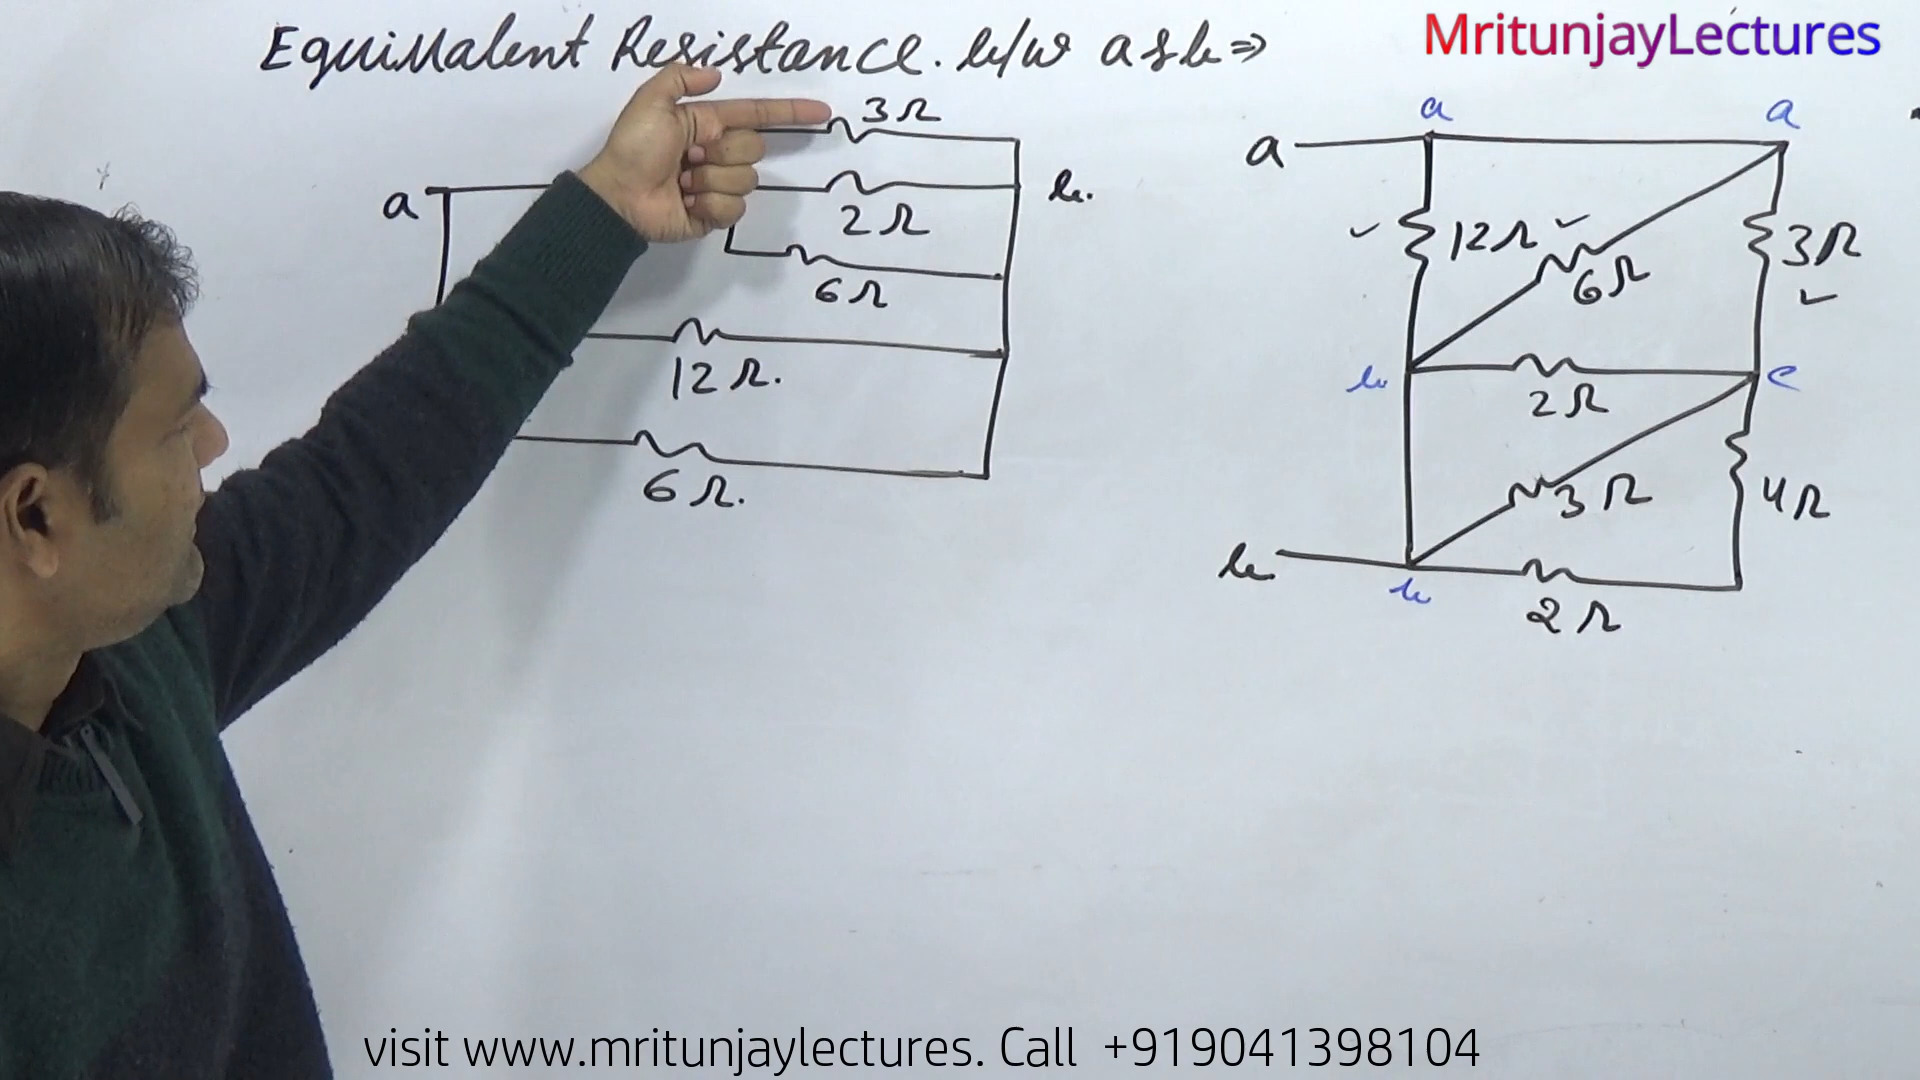 Equivalent Resistance. b/w a & b ⇒
MritunjayLectures
3Ω
a
b.
2Ω
6Ω
12Ω.
6Ω.
a
a
a
12Ω
6Ω
3Ω
b
c
2Ω
3Ω
4Ω
b
b
2Ω
visit www.mritunjaylectures. Call +919041398104